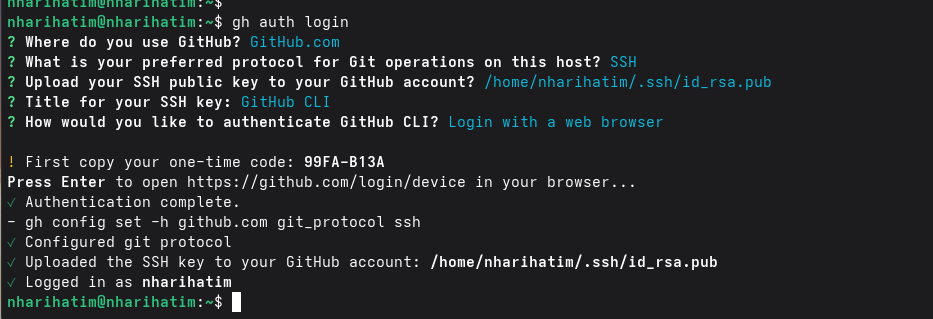 nharihatim@nharihatim:~$
nharihatim@nharihatim:~$ gh auth login
? Where do you use GitHub? GitHub.com
? What is your preferred protocol for Git operations on this host? SSH
? Upload your SSH public key to your GitHub account? /home/nharihatim/.ssh/id_rsa.pub
? Title for your SSH key: GitHub CLI
? How would you like to authenticate GitHub CLI? Login with a web browser
! First copy your one-time code: 99FA-B13A
Press Enter to open https://github.com/login/device in your browser...
✓ Authentication complete.
- gh config set -h github.com git_protocol ssh
✓ Configured git protocol
✓ Uploaded the SSH key to your GitHub account: /home/nharihatim/.ssh/id_rsa.pub
✓ Logged in as nharihatim
nharihatim@nharihatim:~$